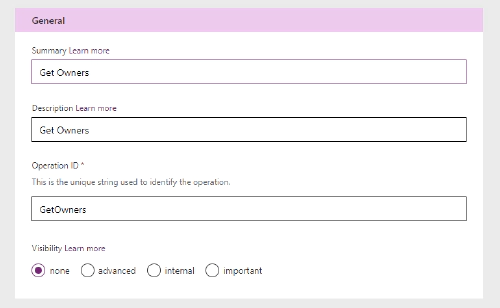 General
Summary Learn more
Get Owners
Description Learn more
Get Owners
Operation ID *
This is the unique string used to identify the operation.
GetOwners
Visibility Learn more
none advanced internal important